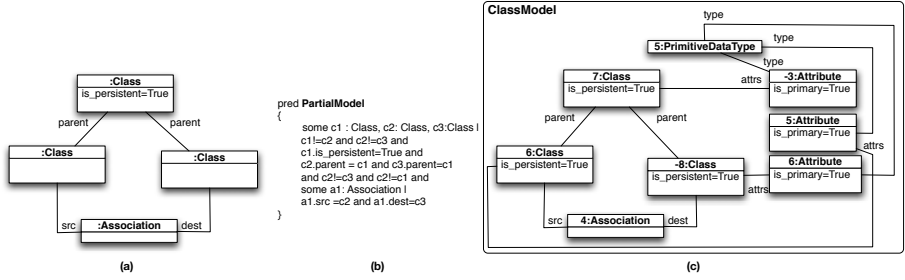 :Class
is_persistent=True
parent
parent
:Class
:Class
src
:Association
dest
(a)
pred PartialModel
{
some c1 : Class, c2: Class, c3:Class |
c1!=c2 and c2!=c3 and
c1.is_persistent=True and
c2.parent = c1 and c3.parent=c1
and c2!=c3 and c2!=c1 and
some a1: Association |
a1.src =c2 and a1.dest=c3
}
(b)
ClassModel
type
5:PrimitiveDataType
type
type
7:Class
is_persistent=True
attrs
-3:Attribute
is_primary=True
parent
parent
5:Attribute
is_primary=True
attrs
6:Class
is_persistent=True
-8:Class
is_persistent=True
attrs
6:Attribute
is_primary=True
src
4:Association
dest
(c)